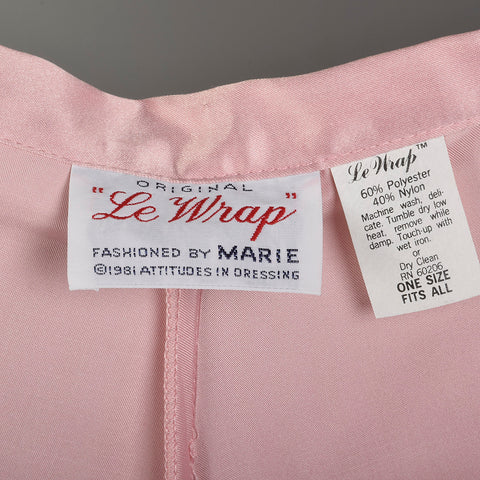 ORIGINAL
"Le Wrap"
FASHIONED BY MARIE
©1981 ATTITUDES IN DRESSING
Le Wrap™
60% Polyester
40% Nylon
Machine wash, deli-
cate. Tumble dry low
heat, remove while
damp. Touch-up with
wet iron.
or
Dry Clean
RN 60206
ONE SIZE
FITS ALL